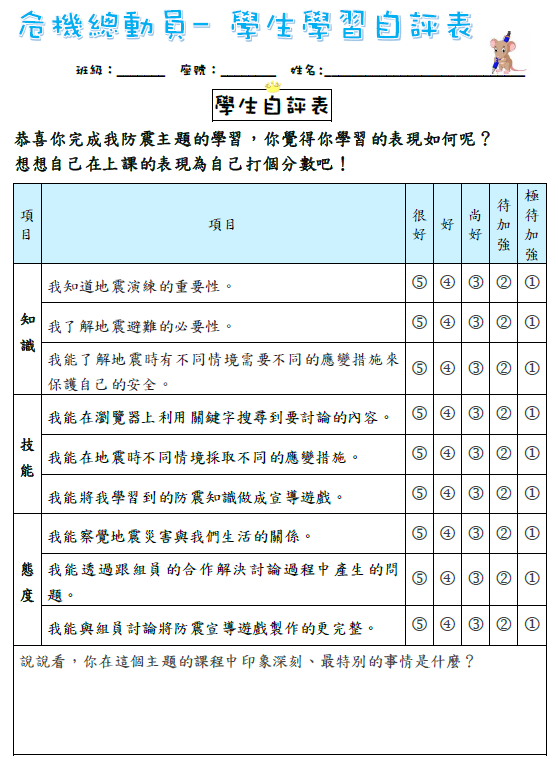 危機總動員- 學生學習自評表
班級：______ 座號：______ 姓名:______________________
學生自評表
恭喜你完成我防震主題的學習，你覺得你學習的表現如何呢？
想想自己在上課的表現為自己打個分數吧！
項目 項目 很好 好 尚好 待加強 極待加強
知識
我知道地震演練的重要性。 ⑤ ④ ③ ② ①
我了解地震避難的必要性。 ⑤ ④ ③ ② ①
我能了解地震時有不同情境需要不同的應變措施來
保護自己的安全。 ⑤ ④ ③ ② ①
技能
我能在瀏覽器上利用關鍵字搜尋到要討論的內容。 ⑤ ④ ③ ② ①
我能在地震時不同情境採取不同的應變措施。 ⑤ ④ ③ ② ①
我能將我學習到的防震知識做成宣導遊戲。 ⑤ ④ ③ ② ①
態度
我能察覺地震災害與我們生活的關係。 ⑤ ④ ③ ② ①
我能透過跟組員的合作解決討論過程中產生的問
題。 ⑤ ④ ③ ② ①
我能與組員討論將防震宣導遊戲製作的更完整。 ⑤ ④ ③ ② ①
說說看，你在這個主題的課程中印象深刻、最特別的事情是什麼？